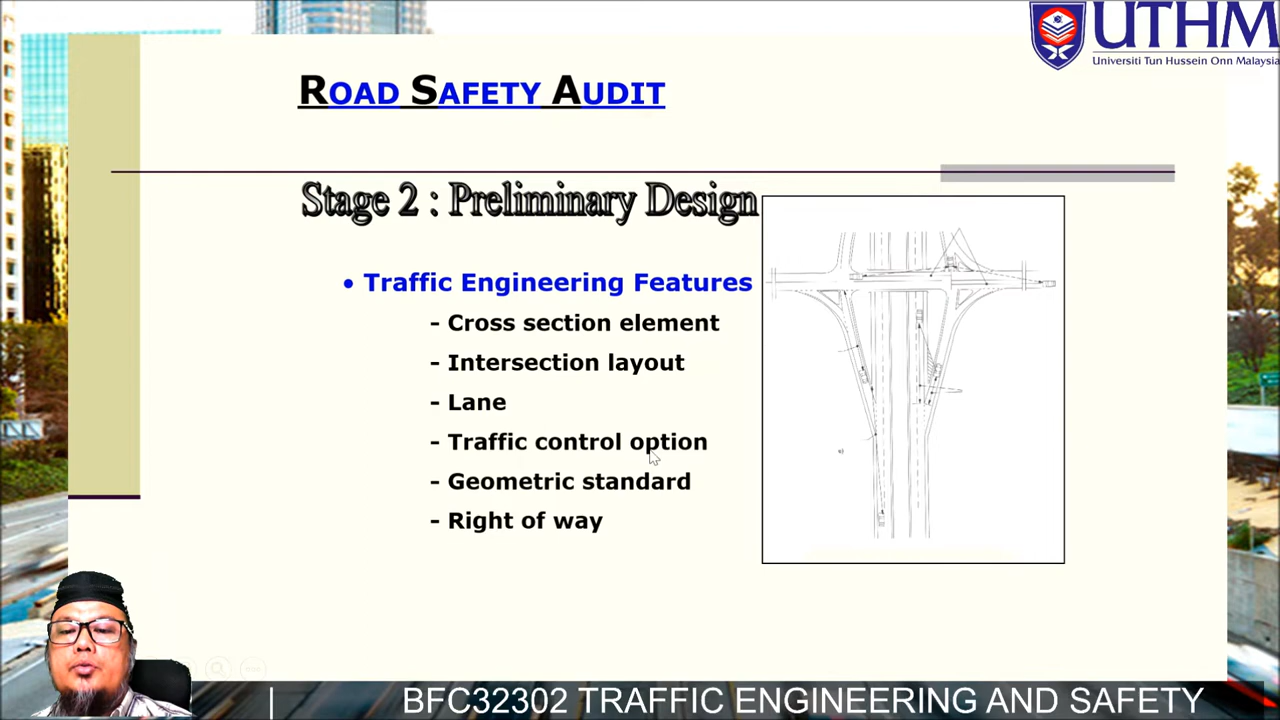 UTHM
Universiti Tun Hussein Onn Malaysia
ROAD SAFETY AUDIT
Stage 2 : Preliminary Design
• Traffic Engineering Features
- Cross section element
- Intersection layout
- Lane
- Traffic control option
- Geometric standard
- Right of way
BFC32302 TRAFFIC ENGINEERING AND SAFETY